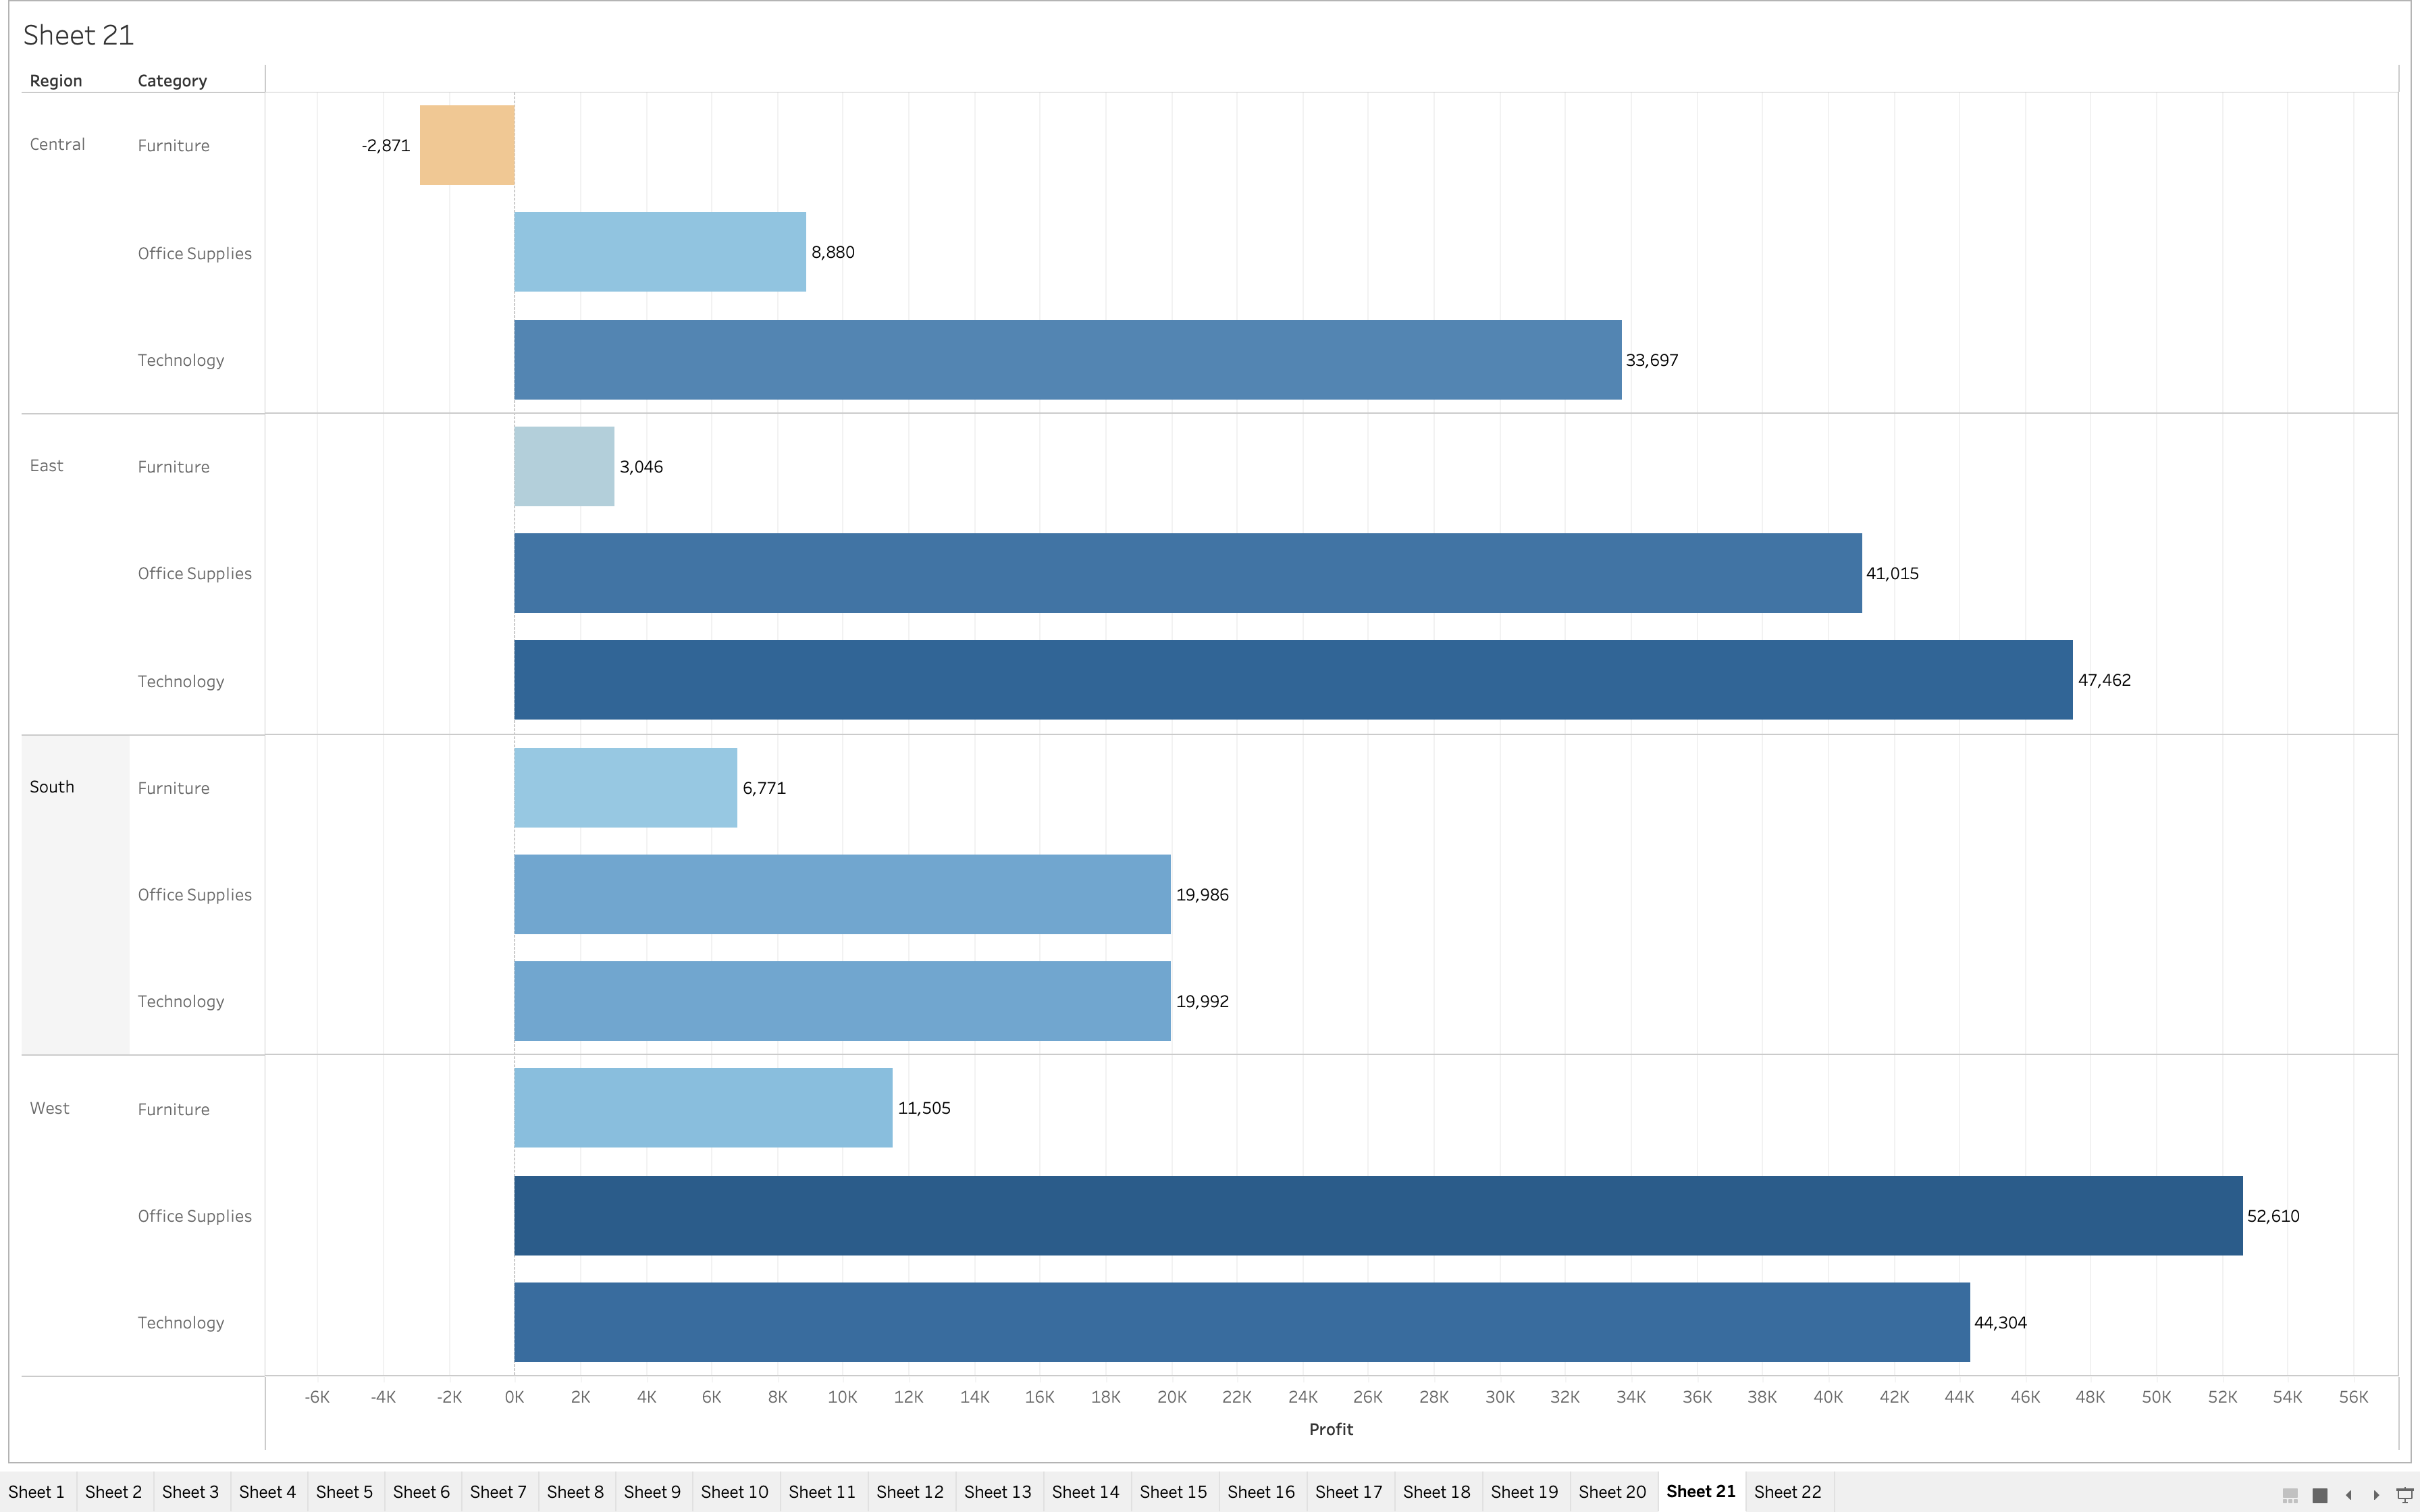 Sheet 21
Region Category
Central Furniture -2,871
Office Supplies 8,880
Technology 33,697
East Furniture 3,046
Office Supplies 41,015
Technology 47,462
South Furniture 6,771
Office Supplies 19,986
Technology 19,992
West Furniture 11,505
Office Supplies 52,610
Technology 44,304
-6K -4K -2K 0K 2K 4K 6K 8K 10K 12K 14K 16K 18K 20K 22K 24K 26K 28K 30K 32K 34K 36K 38K 40K 42K 44K 46K 48K 50K 52K 54K 56K
Profit
Sheet 1 Sheet 2 Sheet 3 Sheet 4 Sheet 5 Sheet 6 Sheet 7 Sheet 8 Sheet 9 Sheet 10 Sheet 11 Sheet 12 Sheet 13 Sheet 14 Sheet 15 Sheet 16 Sheet 17 Sheet 18 Sheet 19 Sheet 20 Sheet 21 Sheet 22